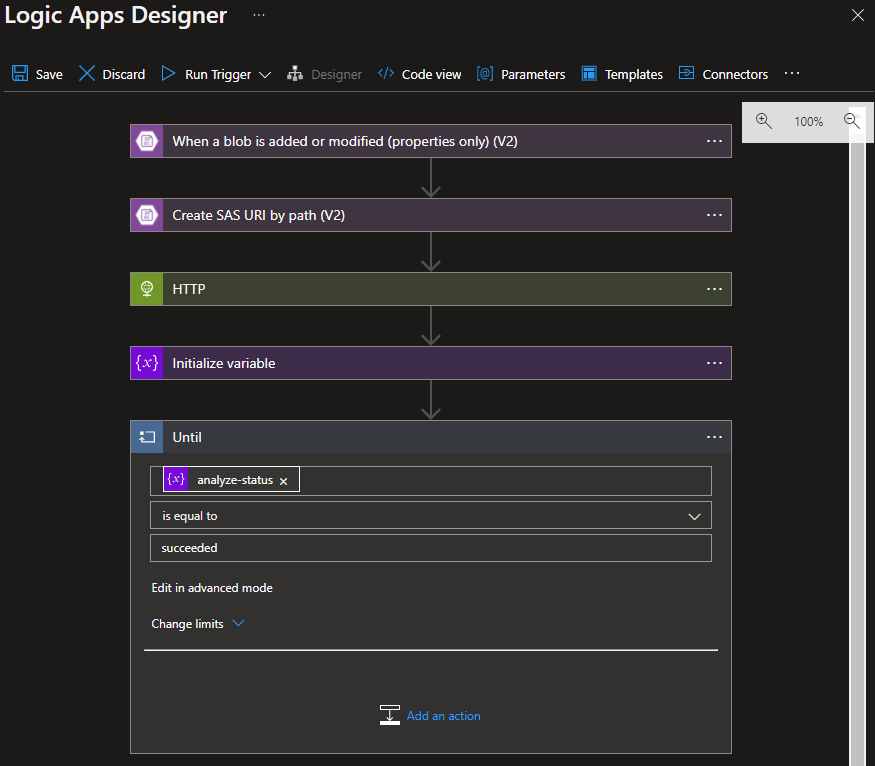 Logic Apps Designer ...
Save Discard Run Trigger Designer </> Code view [@] Parameters Templates Connectors ...
100%
When a blob is added or modified (properties only) (V2) ...
Create SAS URI by path (V2) ...
HTTP ...
{x} Initialize variable ...
Until ...
{x} analyze-status ×
is equal to
succeeded
Edit in advanced mode
Change limits
Add an action